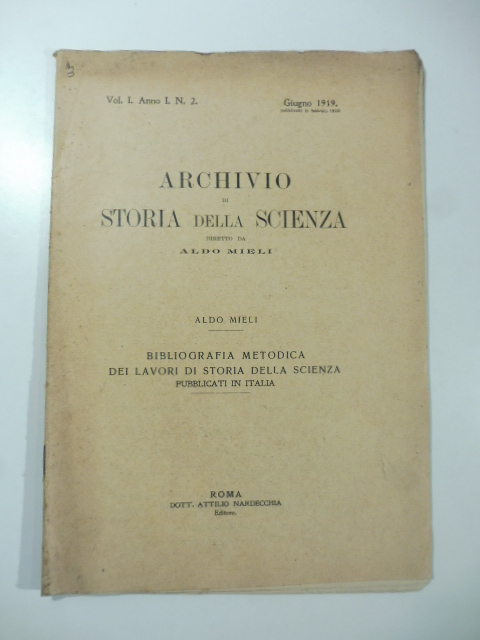 Vol. I. Anno I. N. 2.
Giugno 1919.
ARCHIVIO
DI
STORIA DELLA SCIENZA
DIRETTO DA
ALDO MIELI
ALDO MIELI
BIBLIOGRAFIA METODICA
DEI LAVORI DI STORIA DELLA SCIENZA
PUBBLICATI IN ITALIA
ROMA
DOTT. ATTILIO NARDECCHIA
Editore.